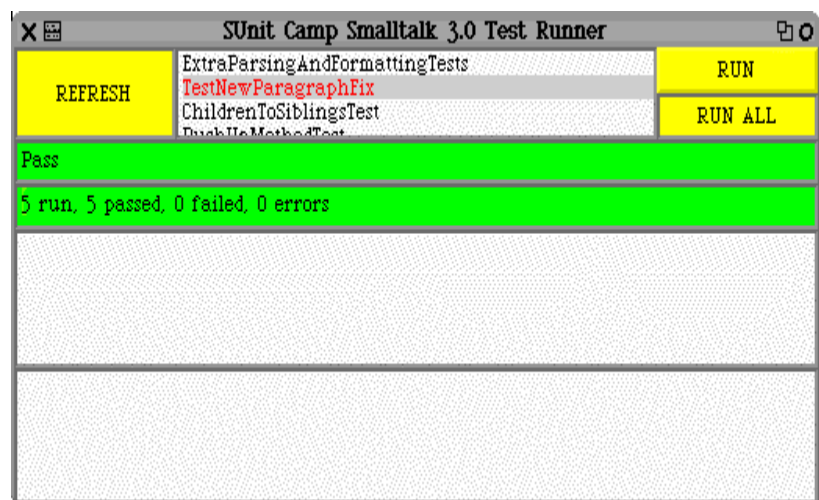 SUnit Camp Smalltalk 3.0 Test Runner
REFRESH
ExtraParsingAndFormattingTests
TestNewParagraphFix
ChildrenToSiblingsTest
PushUpMethodTest
RUN
RUN ALL
Pass
5 run, 5 passed, 0 failed, 0 errors